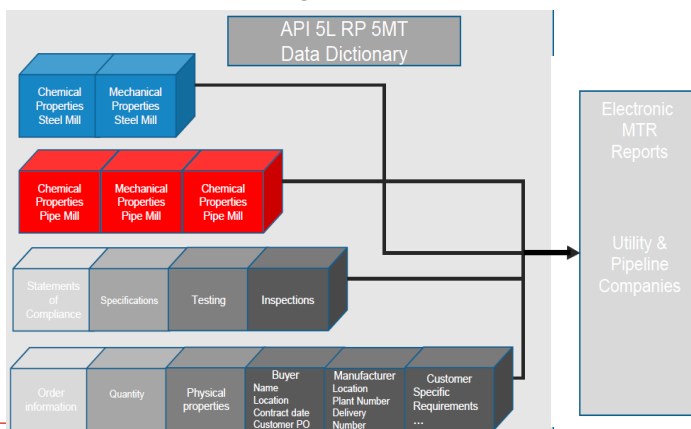 API 5L RP 5MT
Data Dictionary
Chemical
Properties
Steel Mill
Mechanical
Properties
Steel Mill
Chemical
Properties
Pipe Mill
Mechanical
Properties
Pipe Mill
Chemical
Properties
Pipe Mill
Statements
of
Compliance
Specifications
Testing
Inspections
Order
information
Quantity
Physical
properties
Buyer
Name
Location
Contract date
Customer PO
Manufacturer
Location
Plant Number
Delivery
Number
Customer
Specific
Requirements
...
Electronic
MTR
Reports
Utility &
Pipeline
Companies